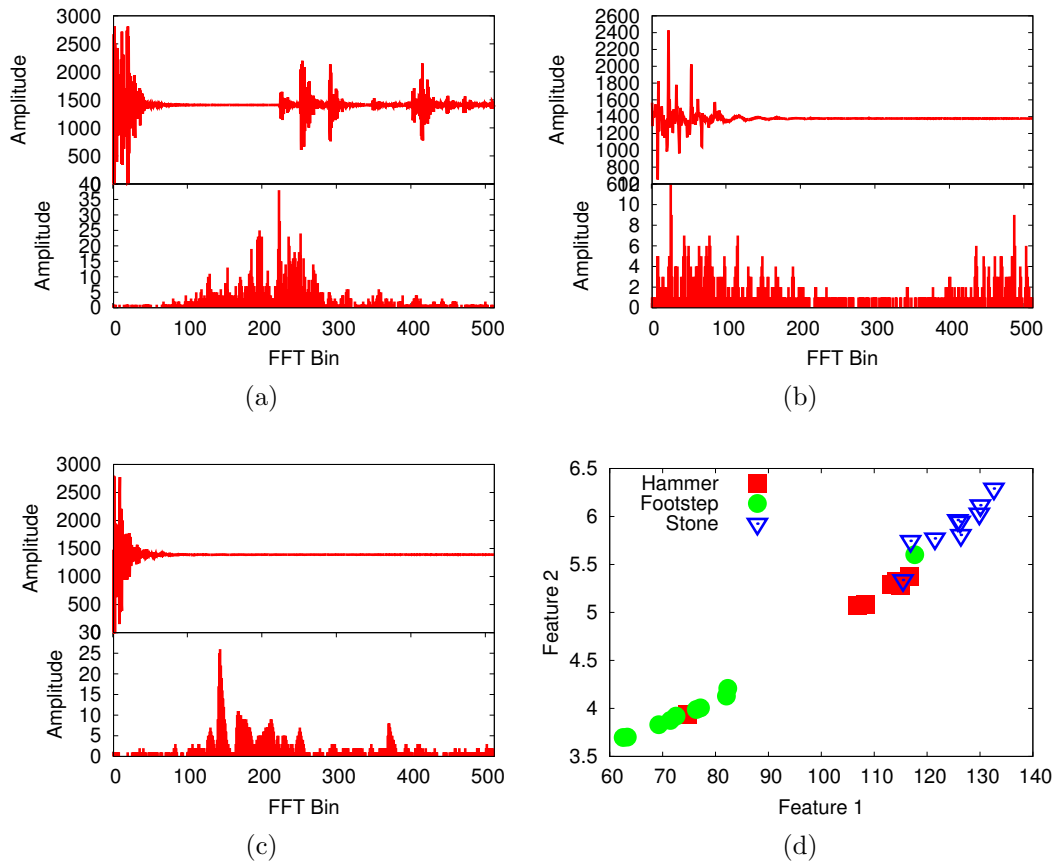 3000
2500
2000
1500
1000
500
0
Amplitude
40
35
30
25
20
15
10
5
0
Amplitude
0 100 200 300 400 500
FFT Bin
(a)
2600
2400
2200
2000
1800
1600
1400
1200
1000
800
600
Amplitude
12
10
8
6
4
2
0
Amplitude
0 100 200 300 400 500
FFT Bin
(b)
3000
2500
2000
1500
1000
500
0
Amplitude
30
25
20
15
10
5
0
Amplitude
0 100 200 300 400 500
FFT Bin
(c)
6.5
6
5.5
5
4.5
4
3.5
Feature 2
Hammer
Footstep
Stone
60 70 80 90 100 110 120 130 140
Feature 1
(d)